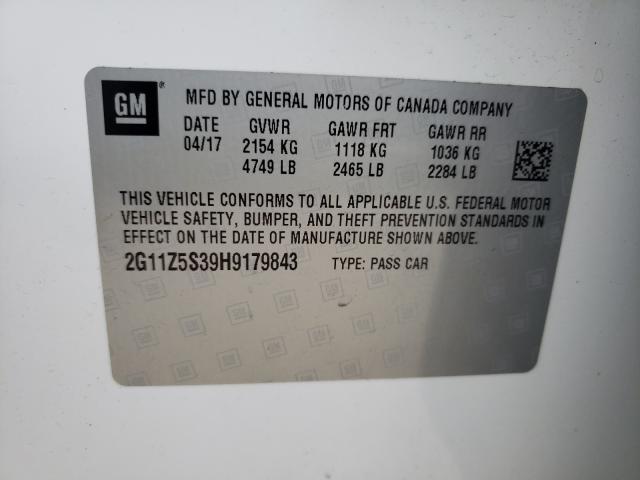 GM
MFD BY GENERAL MOTORS OF CANADA COMPANY
DATE GVWR GAWR FRT GAWR RR
04/17 2154 KG 1118 KG 1036 KG
4749 LB 2465 LB 2284 LB
THIS VEHICLE CONFORMS TO ALL APPLICABLE U.S. FEDERAL MOTOR
VEHICLE SAFETY, BUMPER, AND THEFT PREVENTION STANDARDS IN
EFFECT ON THE DATE OF MANUFACTURE SHOWN ABOVE.
2G11Z5S39H9179843 TYPE: PASS CAR